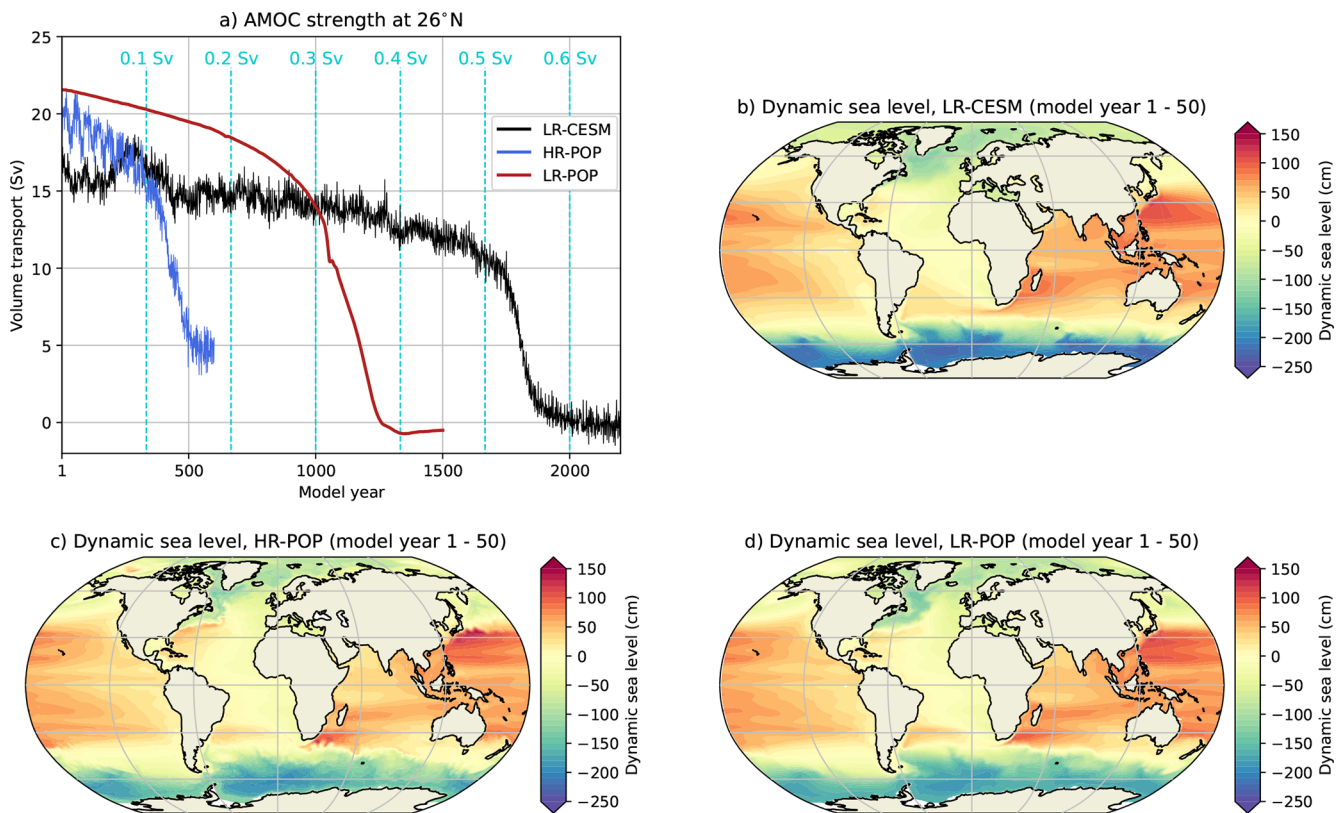 a) AMOC strength at 26°N
25
20
15
10
5
0
Volume transport (Sv)
0.1 Sv
0.2 Sv
0.3 Sv
0.4 Sv
0.5 Sv
0.6 Sv
LR-CESM
HR-POP
LR-POP
1
500
1000
1500
2000
Model year
b) Dynamic sea level, LR-CESM (model year 1 - 50)
150
100
50
0
−50
−100
−150
−200
−250
Dynamic sea level (cm)
c) Dynamic sea level, HR-POP (model year 1 - 50)
150
100
50
0
−50
−100
−150
−200
−250
Dynamic sea level (cm)
d) Dynamic sea level, LR-POP (model year 1 - 50)
150
100
50
0
−50
−100
−150
−200
−250
Dynamic sea level (cm)